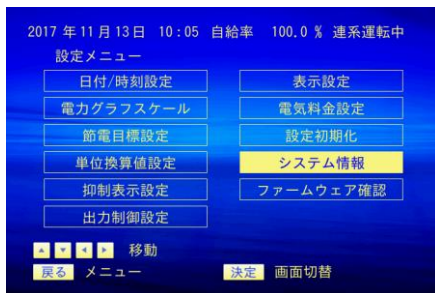 2017 年 11 月 13 日 10:05 自給率 100.0 % 連系運転中
設定メニュー
日付/時刻設定 表示設定
電力グラフスケール 電気料金設定
節電目標設定 設定初期化
単位換算値設定 システム情報
抑制表示設定 ファームウェア確認
出力制御設定
▲ ▼ ◀ ▶ 移動
戻る メニュー 決定 画面切替